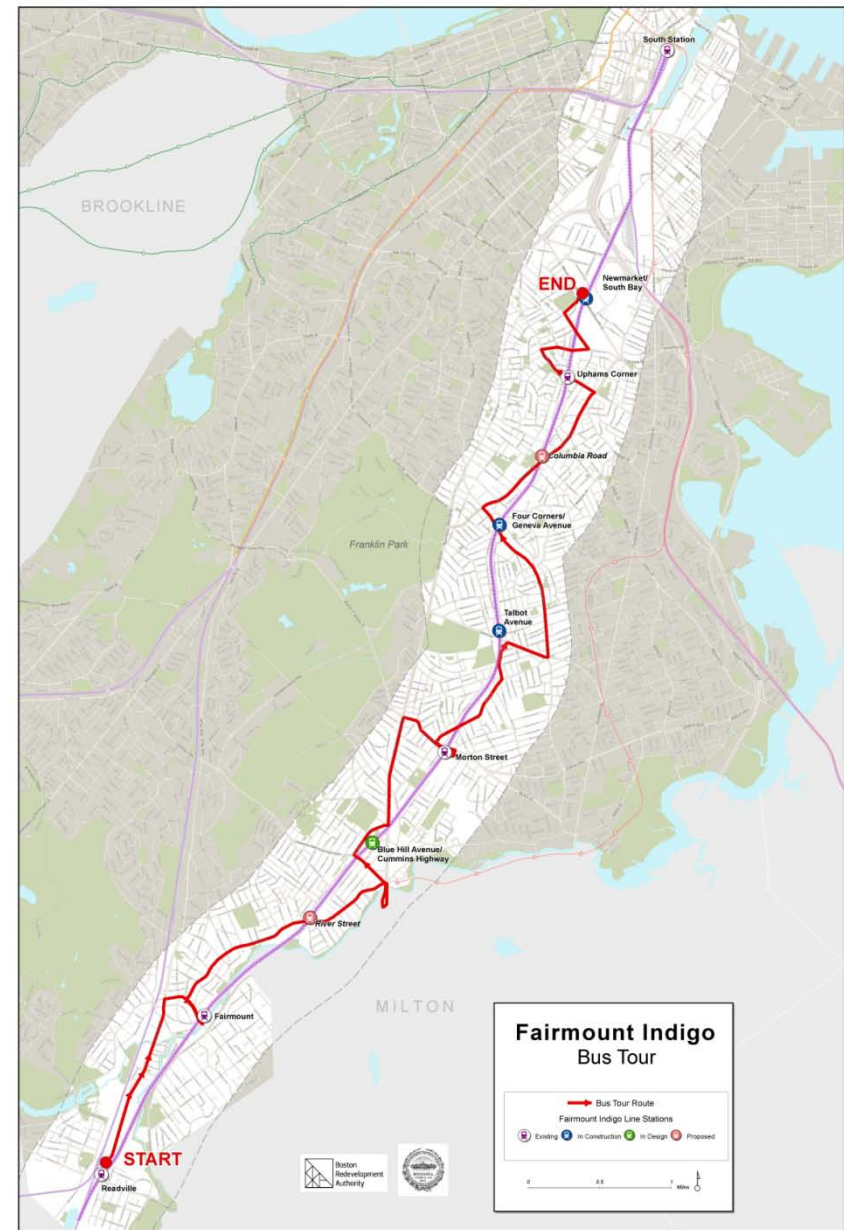 South Station
BROOKLINE
END
Newmarket/
South Bay
Uphams Corner
Columbia Road
Four Corners/
Geneva Avenue
Franklin Park
Talbot
Avenue
Morton Street
Blue Hill Avenue/
Cummins Highway
River Street
MILTON
Fairmount
START
Readville
Fairmount Indigo
Bus Tour
Bus Tour Route
Fairmount Indigo Line Stations
Existing In Construction In Design Proposed
0 0.5 1 Miles
Boston
Redevelopment
Authority